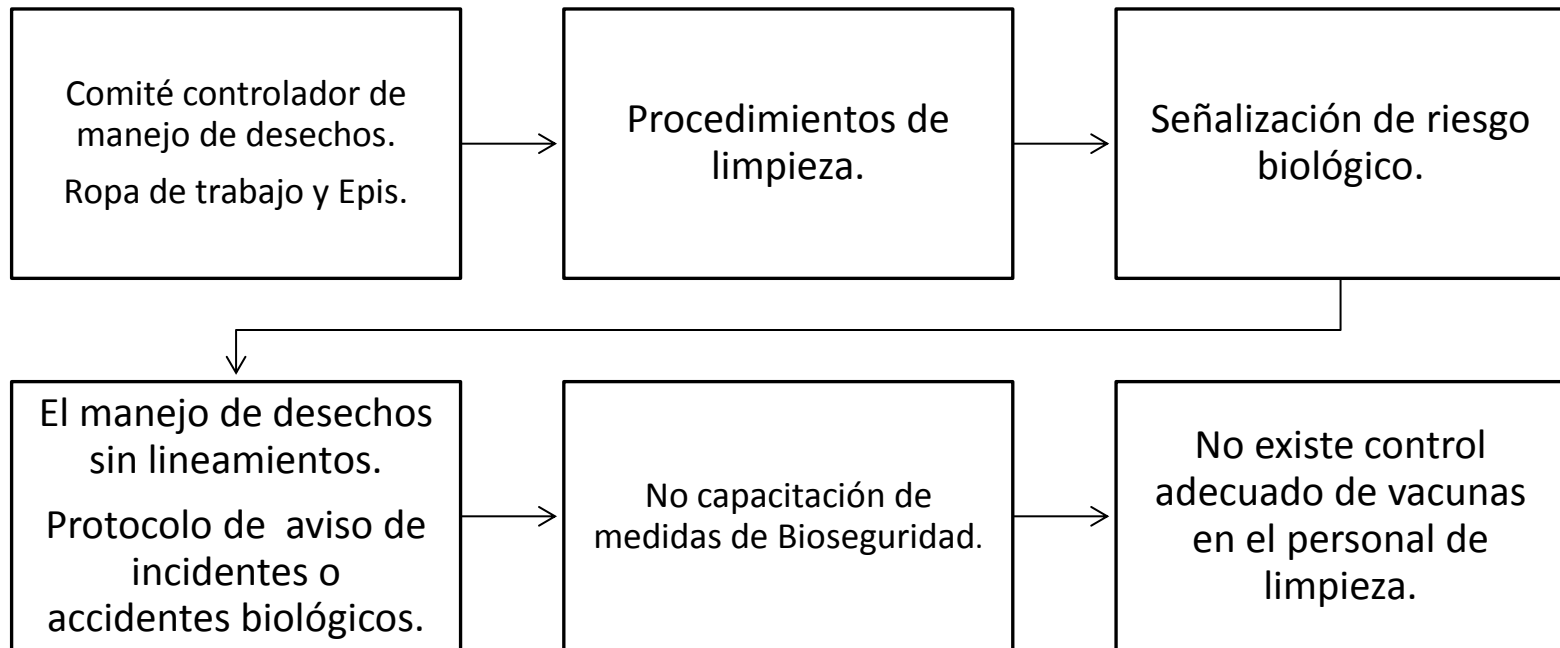 Comité controlador de
manejo de desechos.
Ropa de trabajo y Epis.
Procedimientos de
limpieza.
Señalización de riesgo
biológico.
El manejo de desechos
sin lineamientos.
Protocolo de aviso de
incidentes o
accidentes biológicos.
No capacitación de
medidas de Bioseguridad.
No existe control
adecuado de vacunas
en el personal de
limpieza.